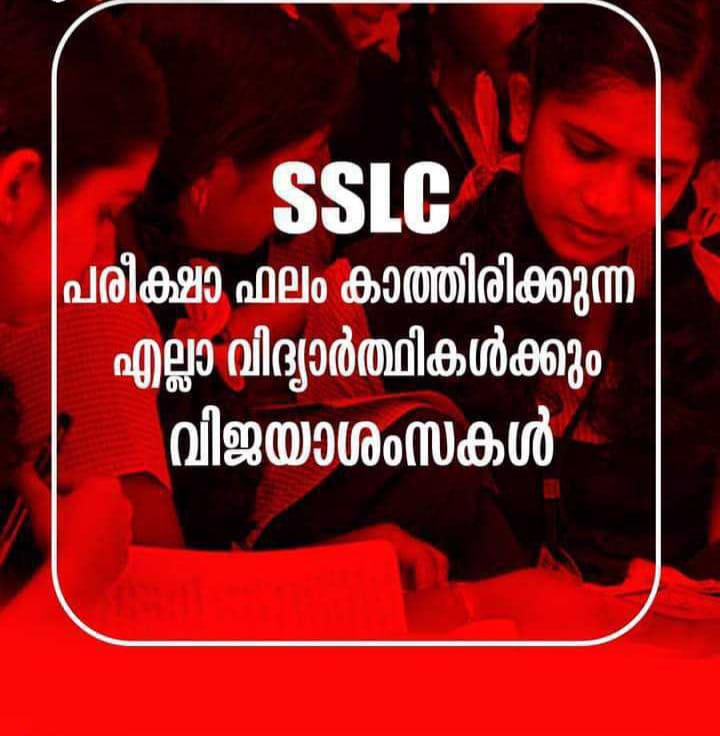 SSLC
പരീക്ഷാ ഫലം കാത്തിരിക്കുന്ന
എല്ലാ വിദ്യാർത്ഥികൾക്കും
വിജയാശംസകൾ